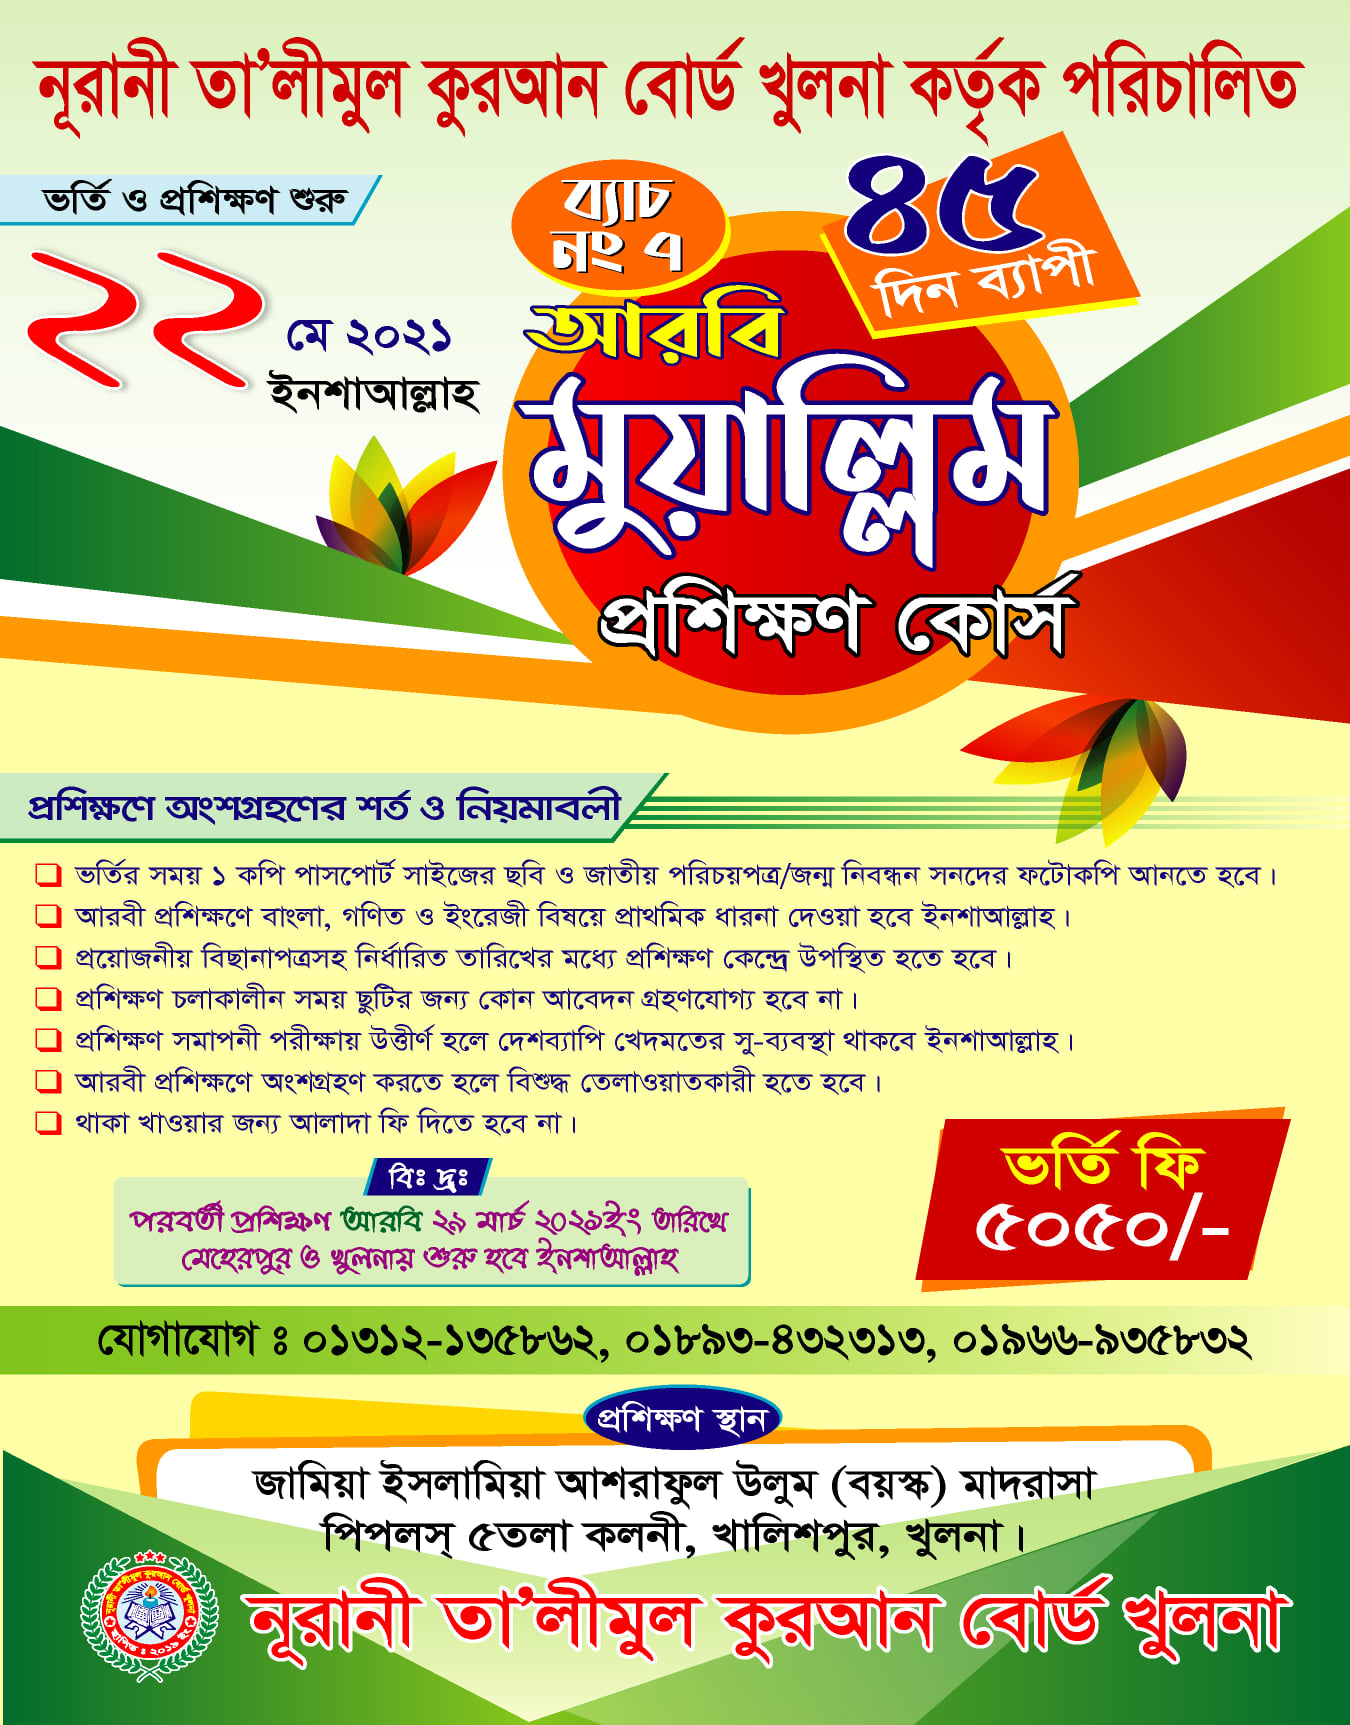 নূরানী তা'লীমুল কুরআন বোর্ড খুলনা কর্তৃক পরিচালিত
ভর্তি ও প্রশিক্ষণ শুরু
২২
মে ২০২১
ইনশাআল্লাহ
ব্যাচ
নং ৭
৪৫
দিন ব্যাপী
আরবি
মুয়াল্লিম
প্রশিক্ষণ কোর্স
প্রশিক্ষণে অংশগ্রহণের শর্ত ও নিয়মাবলী
❑ ভর্তির সময় ১ কপি পাসপোর্ট সাইজের ছবি ও জাতীয় পরিচয়পত্র/জন্ম নিবন্ধন সনদের ফটোকপি আনতে হবে।
❑ আরবী প্রশিক্ষণে বাংলা, গণিত ও ইংরেজী বিষয়ে প্রাথমিক ধারনা দেওয়া হবে ইনশাআল্লাহ।
❑ প্রয়োজনীয় বিছানাপত্রসহ নির্ধারিত তারিখের মধ্যে প্রশিক্ষণ কেন্দ্রে উপস্থিত হতে হবে।
❑ প্রশিক্ষণ চলাকালীন সময় ছুটির জন্য কোন আবেদন গ্রহণযোগ্য হবে না।
❑ প্রশিক্ষণ সমাপনী পরীক্ষায় উত্তীর্ণ হলে দেশব্যাপি খেদমতের সু-ব্যবস্থা থাকবে ইনশাআল্লাহ।
❑ আরবী প্রশিক্ষণে অংশগ্রহণ করতে হলে বিশুদ্ধ তেলাওয়াতকারী হতে হবে।
❑ থাকা খাওয়ার জন্য আলাদা ফি দিতে হবে না।
ভর্তি ফি
৫০৫০/-
বিঃ দ্রঃ
পরবর্তী প্রশিক্ষণ আরবি ২৯ মার্চ ২০২১ইং তারিখে
মেহেরপুর ও খুলনায় শুরু হবে ইনশাআল্লাহ
যোগাযোগ ঃ ০১৩১২-১৩৫৮৬২, ০১৮৯৩-৪৩২৩১৩, ০১৯৬৬-৯৩৫৮৩২
প্রশিক্ষণ স্থান
জামিয়া ইসলামিয়া আশরাফুল উলুম (বয়স্ক) মাদরাসা
পিপলস্ ৫তলা কলনী, খালিশপুর, খুলনা।
নূরানী তা'লীমুল কুরআন বোর্ড খুলনা
স্থাপিত : ২০১৯ ইং
নূরানী তা'লীমুল কুরআন বোর্ড খুলনা